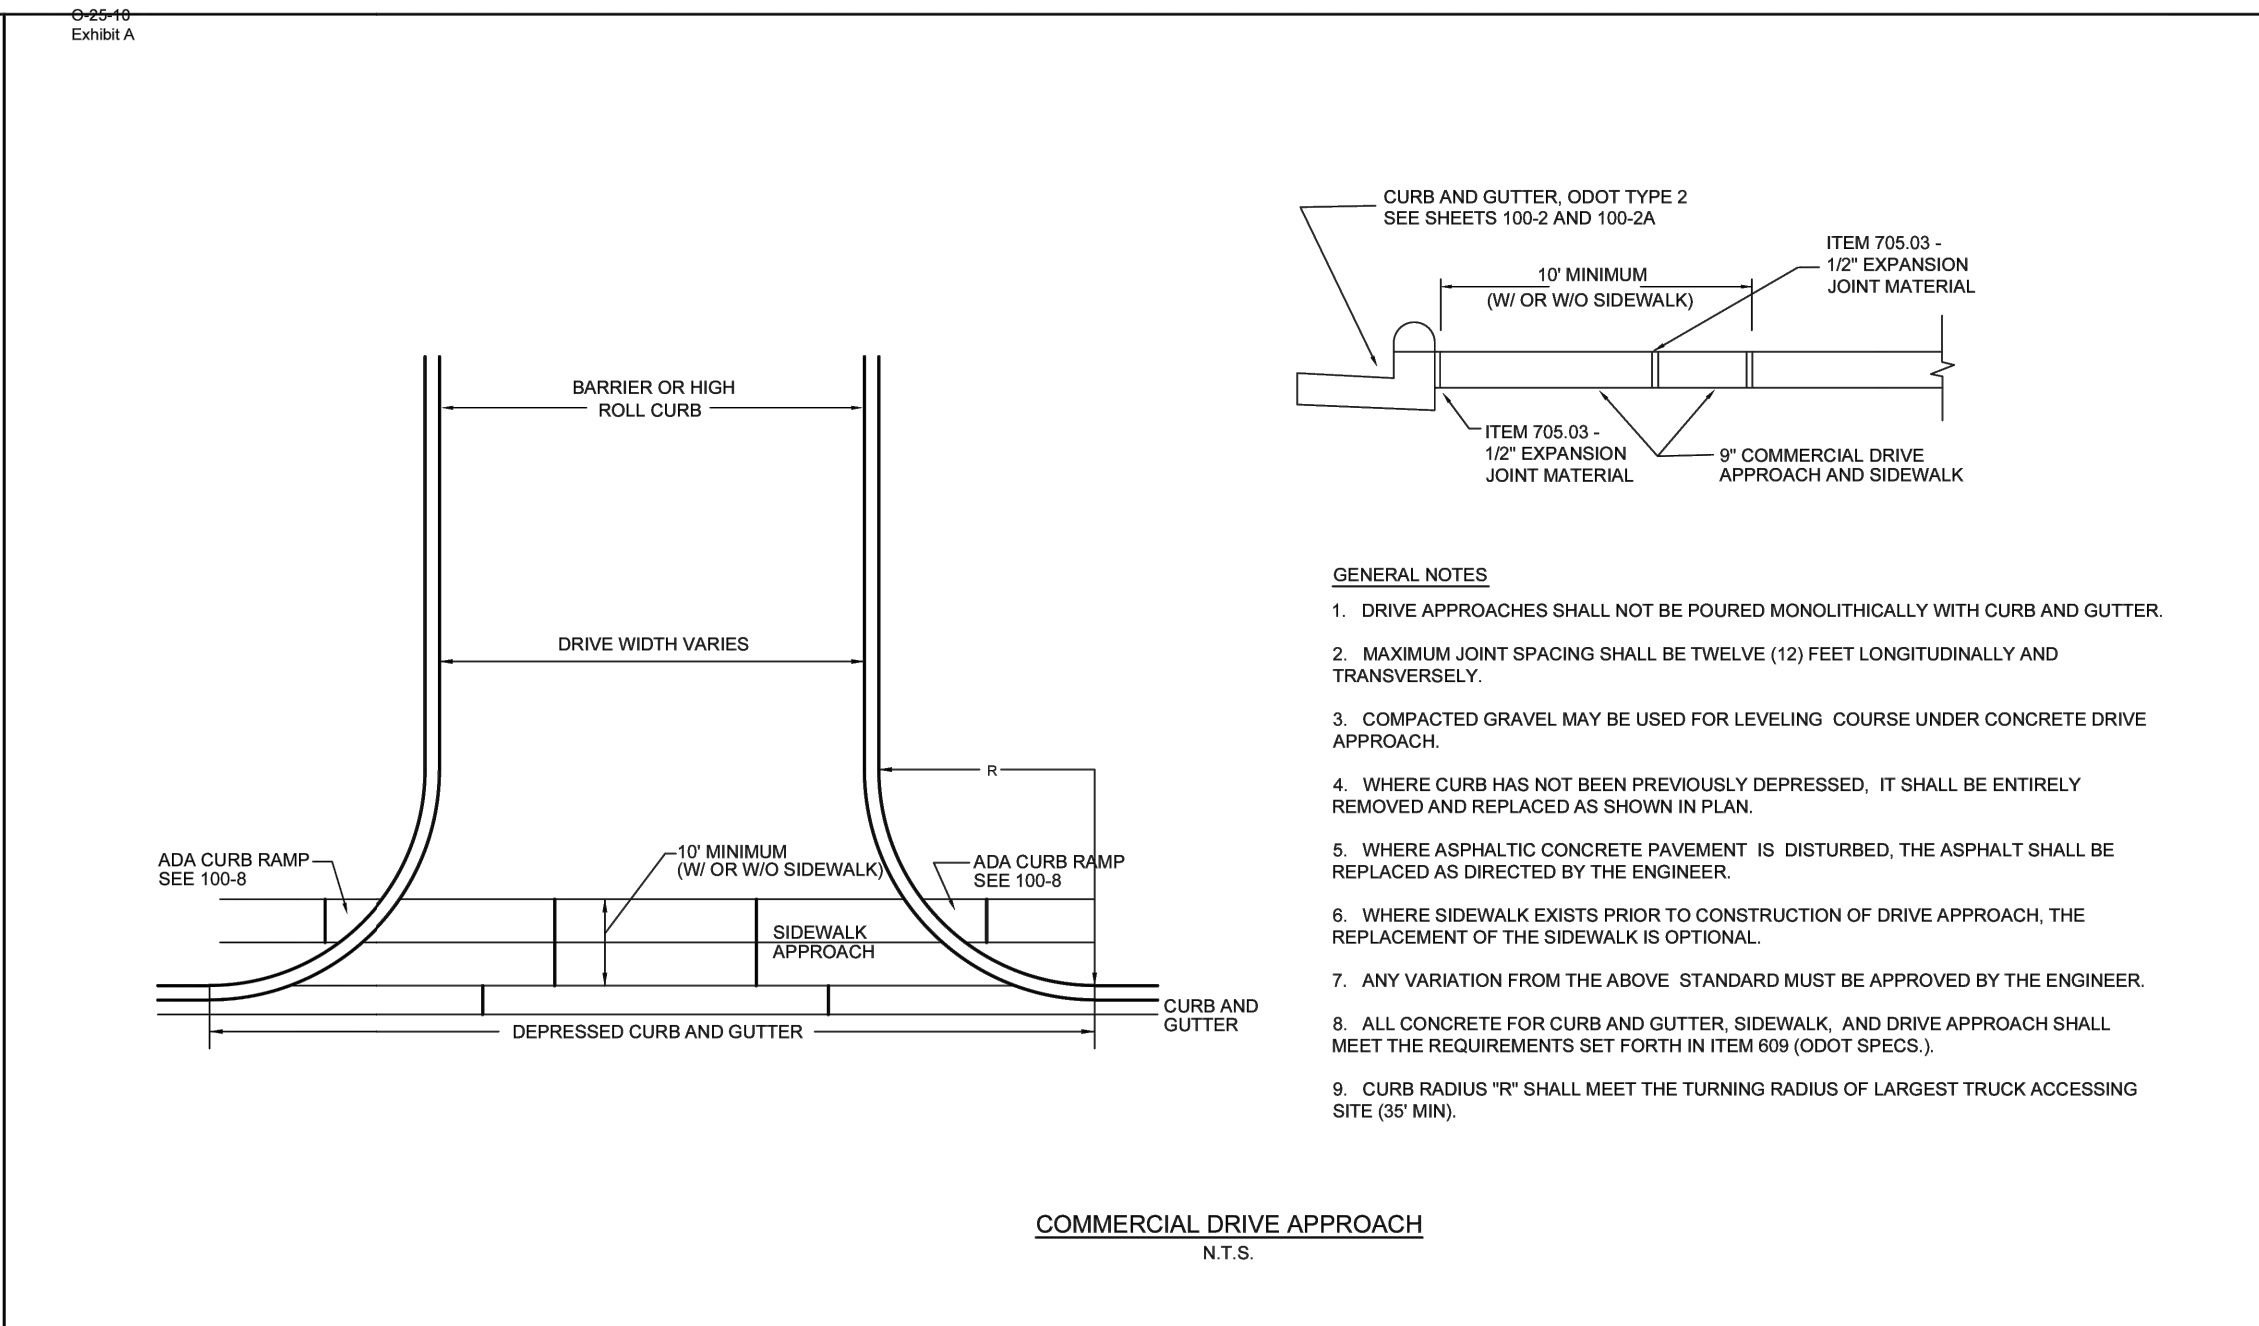 O-25-10
Exhibit A
CURB AND GUTTER, ODOT TYPE 2
SEE SHEETS 100-2 AND 100-2A
ITEM 705.03 -
1/2" EXPANSION
JOINT MATERIAL
10' MINIMUM
(W/ OR W/O SIDEWALK)
ITEM 705.03 -
1/2" EXPANSION
JOINT MATERIAL
9" COMMERCIAL DRIVE
APPROACH AND SIDEWALK
BARRIER OR HIGH
ROLL CURB
DRIVE WIDTH VARIES
R
ADA CURB RAMP
SEE 100-8
10' MINIMUM
(W/ OR W/O SIDEWALK)
ADA CURB RAMP
SEE 100-8
SIDEWALK
APPROACH
CURB AND
GUTTER
DEPRESSED CURB AND GUTTER
GENERAL NOTES
1. DRIVE APPROACHES SHALL NOT BE POURED MONOLITHICALLY WITH CURB AND GUTTER.
2. MAXIMUM JOINT SPACING SHALL BE TWELVE (12) FEET LONGITUDINALLY AND
TRANSVERSELY.
3. COMPACTED GRAVEL MAY BE USED FOR LEVELING COURSE UNDER CONCRETE DRIVE
APPROACH.
4. WHERE CURB HAS NOT BEEN PREVIOUSLY DEPRESSED, IT SHALL BE ENTIRELY
REMOVED AND REPLACED AS SHOWN IN PLAN.
5. WHERE ASPHALTIC CONCRETE PAVEMENT IS DISTURBED, THE ASPHALT SHALL BE
REPLACED AS DIRECTED BY THE ENGINEER.
6. WHERE SIDEWALK EXISTS PRIOR TO CONSTRUCTION OF DRIVE APPROACH, THE
REPLACEMENT OF THE SIDEWALK IS OPTIONAL.
7. ANY VARIATION FROM THE ABOVE STANDARD MUST BE APPROVED BY THE ENGINEER.
8. ALL CONCRETE FOR CURB AND GUTTER, SIDEWALK, AND DRIVE APPROACH SHALL
MEET THE REQUIREMENTS SET FORTH IN ITEM 609 (ODOT SPECS.).
9. CURB RADIUS "R" SHALL MEET THE TURNING RADIUS OF LARGEST TRUCK ACCESSING
SITE (35' MIN).
COMMERCIAL DRIVE APPROACH
N.T.S.